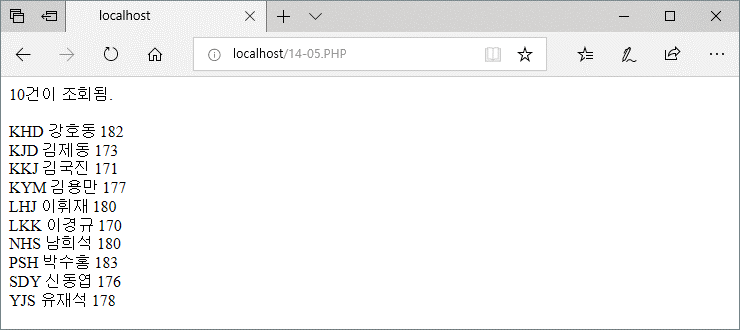 localhost
localhost/14-05.PHP
10건이 조회됨.
KHD 강호동 182
KJD 김제동 173
KKJ 김국진 171
KYM 김용만 177
LHJ 이휘재 180
LKK 이경규 170
NHS 남희석 180
PSH 박수홍 183
SDY 신동엽 176
YJS 유재석 178